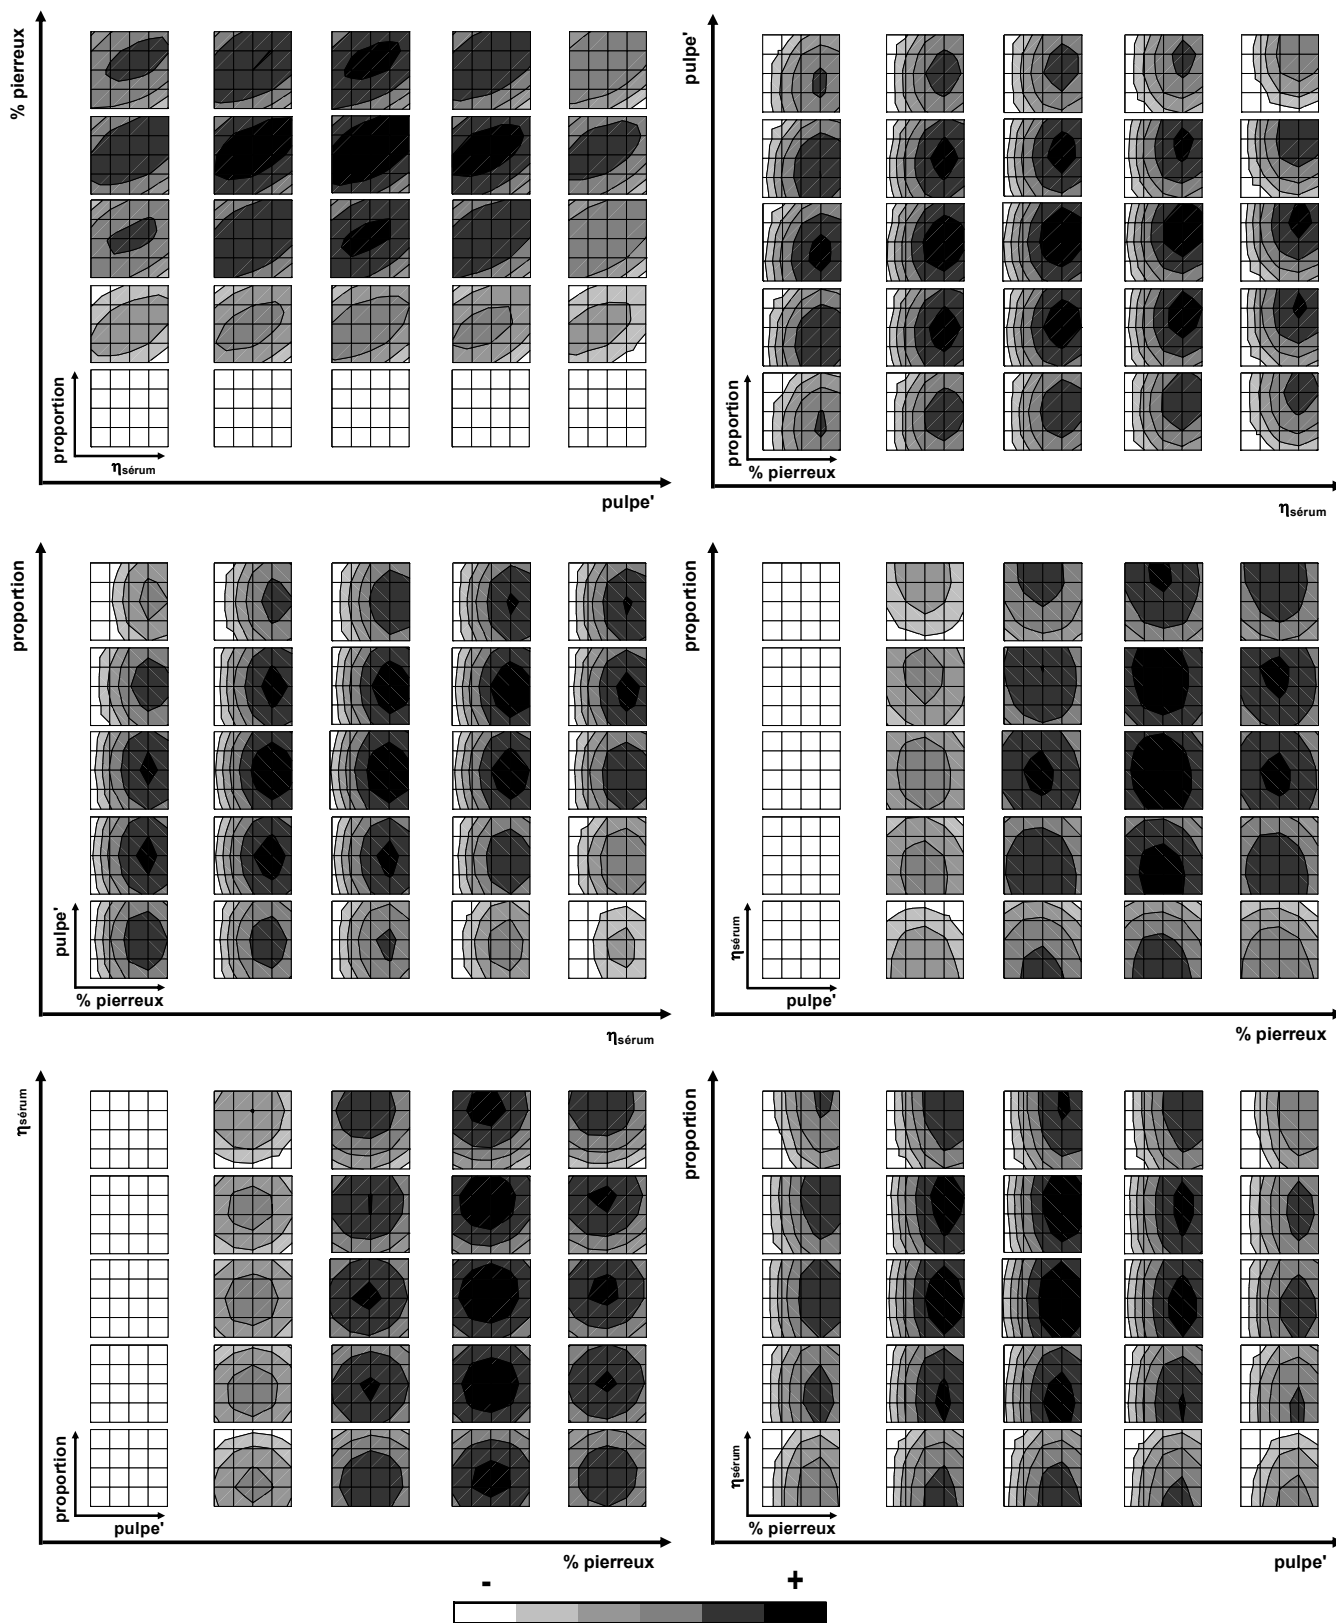 % pierreux
proportion
ηsérum
pulpe'
pulpe'
proportion
% pierreux
ηsérum
proportion
pulpe'
% pierreux
ηsérum
proportion
ηsérum
pulpe'
% pierreux
ηsérum
proportion
pulpe'
% pierreux
proportion
ηsérum
% pierreux
pulpe'
- +